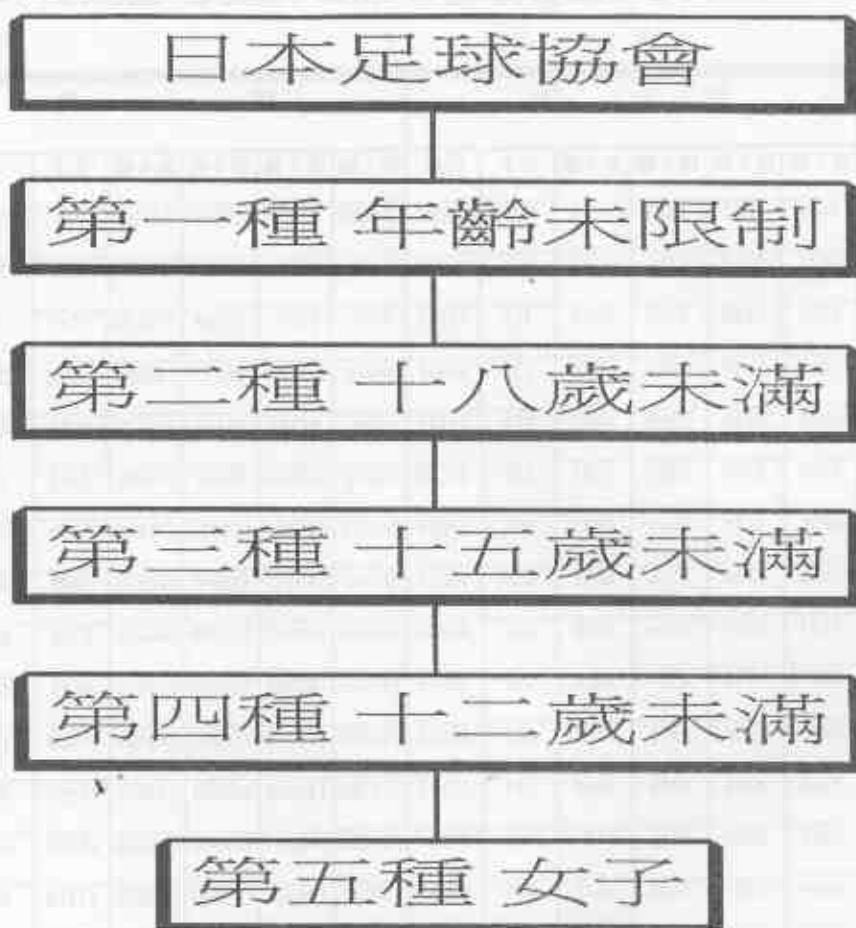 日本足球協會
第一種 年齡未限制
第二種 十八歲未滿
第三種 十五歲未滿
第四種 十二歲未滿
第五種 女子